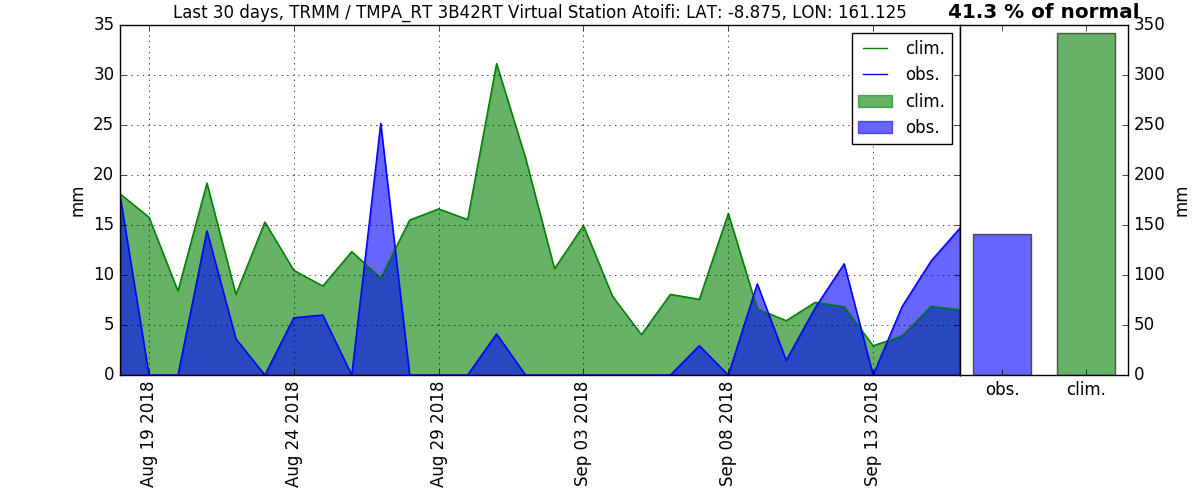 Last 30 days, TRMM / TMPA_RT 3B42RT Virtual Station Atoifi: LAT: -8.875, LON: 161.125
41.3 % of normal
35
30
25
20
15
10
5
0
mm
clim.
obs.
clim.
obs.
350
300
250
200
150
100
50
0
mm
obs.
clim.
Aug 19 2018
Aug 24 2018
Aug 29 2018
Sep 03 2018
Sep 08 2018
Sep 13 2018